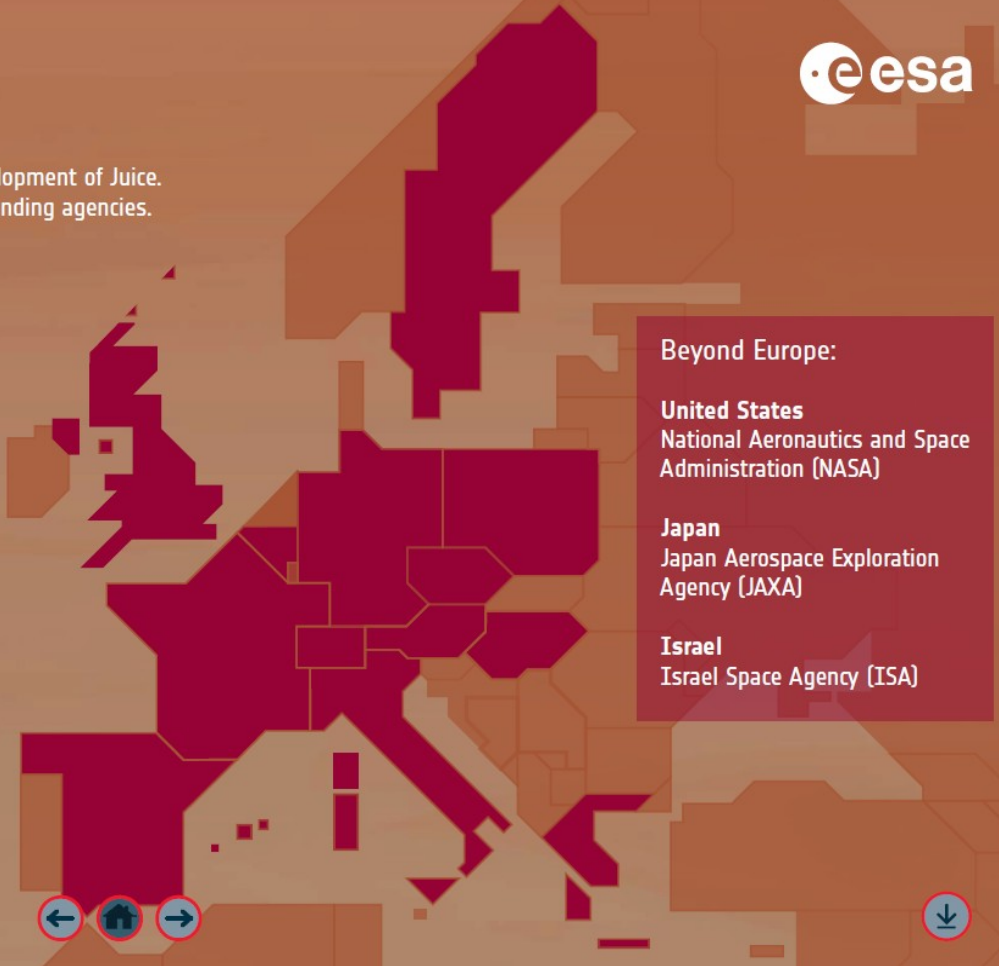 esa
lopment of Juice.
nding agencies.
Beyond Europe:
United States
National Aeronautics and Space
Administration (NASA)
Japan
Japan Aerospace Exploration
Agency (JAXA)
Israel
Israel Space Agency (ISA)